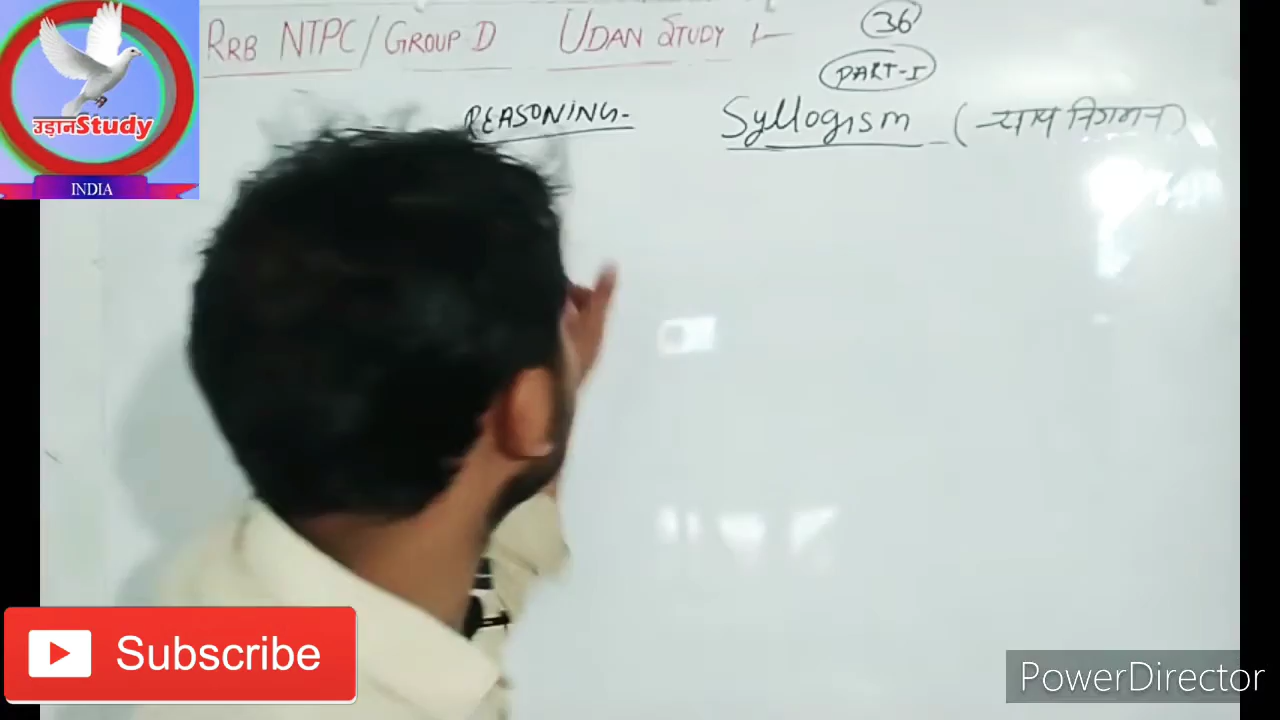 RRB NTPC/GROUP D UDAN STUDY :- 36
PART-I
REASONING- Syllogism (न्याय निगमन)
उड़ानStudy
INDIA
Subscribe
PowerDirector